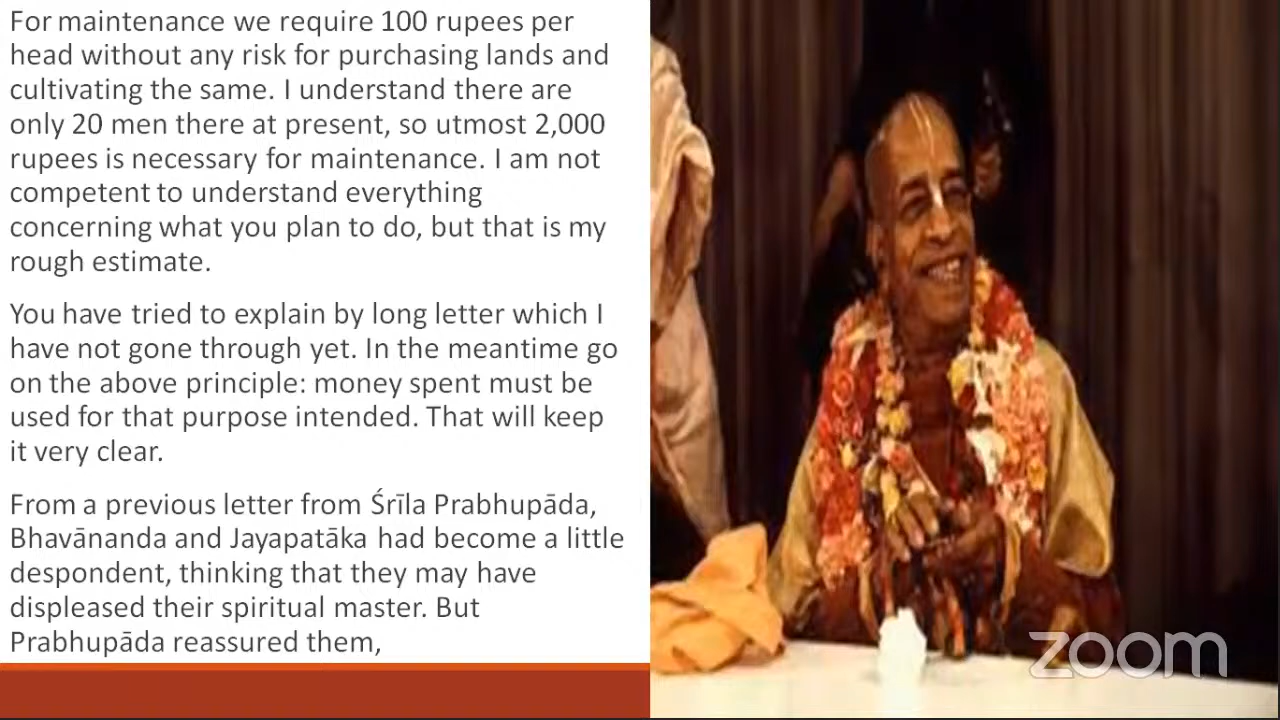 For maintenance we require 100 rupees per
head without any risk for purchasing lands and
cultivating the same. I understand there are
only 20 men there at present, so utmost 2,000
rupees is necessary for maintenance. I am not
competent to understand everything
concerning what you plan to do, but that is my
rough estimate.
You have tried to explain by long letter which I
have not gone through yet. In the meantime go
on the above principle: money spent must be
used for that purpose intended. That will keep
it very clear.
From a previous letter from Śrīla Prabhupāda,
Bhavānanda and Jayapatāka had become a little
despondent, thinking that they may have
displeased their spiritual master. But
Prabhupāda reassured them,
zoom